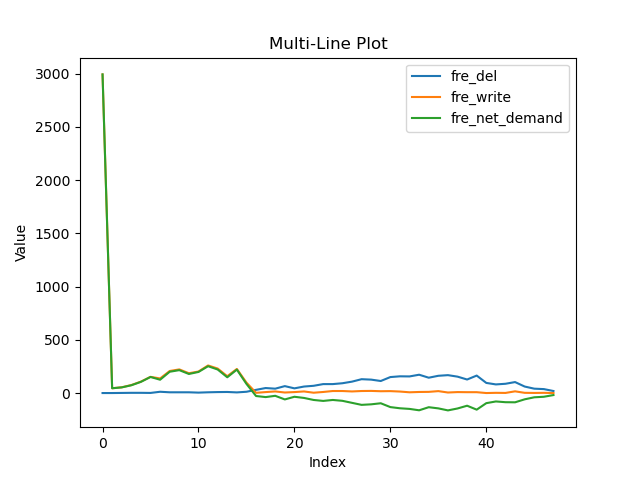 Multi-Line Plot
fre_del
fre_write
fre_net_demand
3000
2500
2000
1500
1000
500
0
Value
0 10 20 30 40
Index